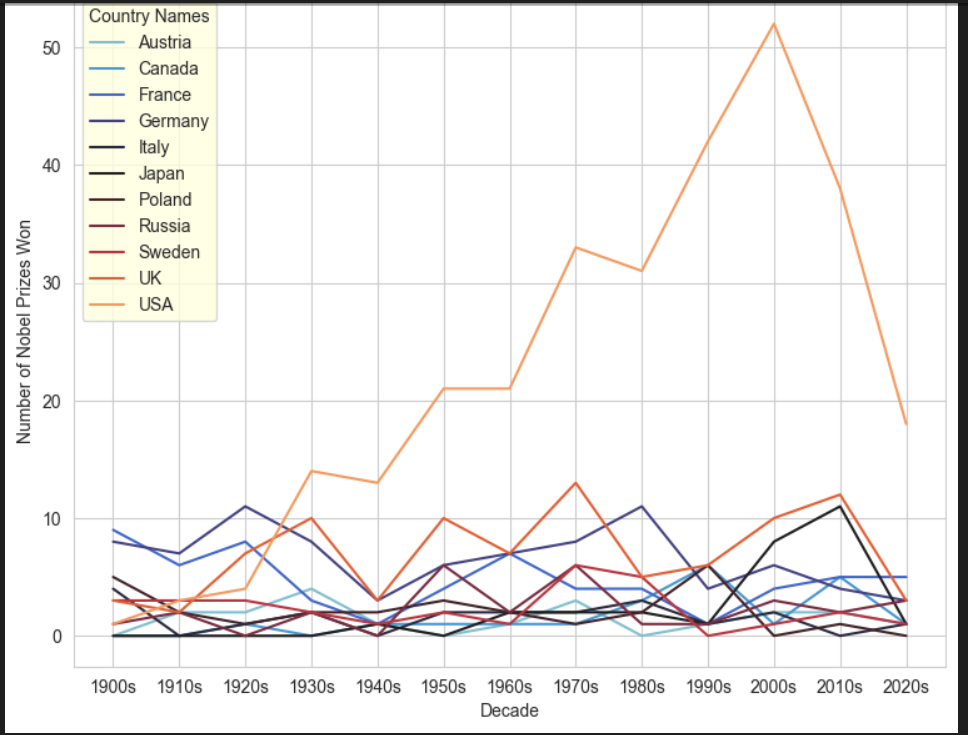 Country Names
Austria
Canada
France
Germany
Italy
Japan
Poland
Russia
Sweden
UK
USA
Number of Nobel Prizes Won
50
40
30
20
10
0
1900s 1910s 1920s 1930s 1940s 1950s 1960s 1970s 1980s 1990s 2000s 2010s 2020s
Decade